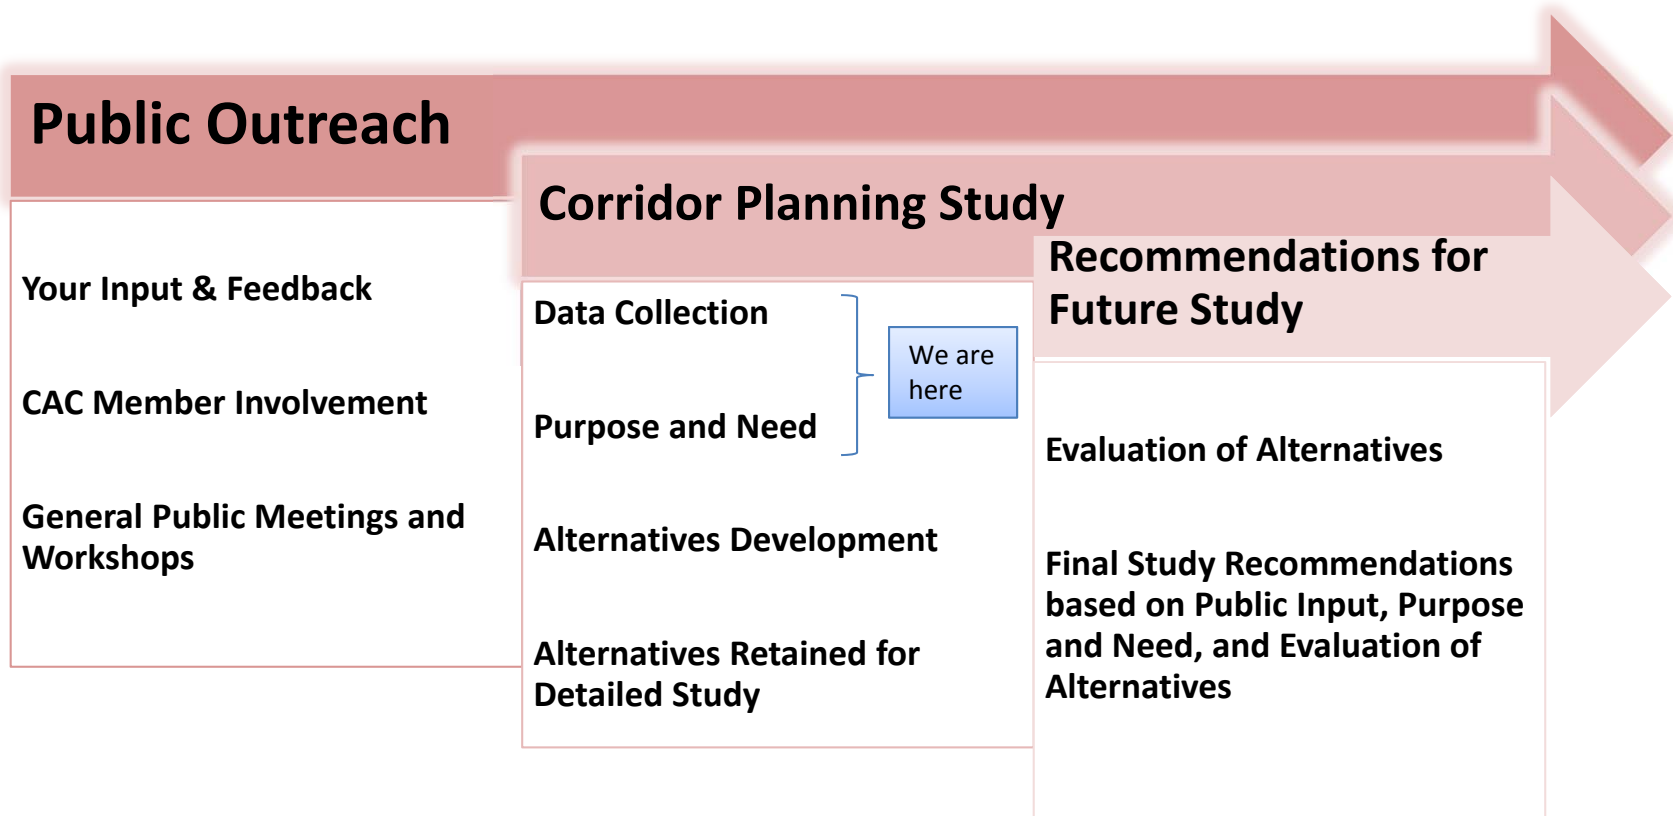 Public Outreach
Your Input & Feedback
CAC Member Involvement
General Public Meetings and
Workshops
Corridor Planning Study
Data Collection
Purpose and Need
We are
here
Alternatives Development
Alternatives Retained for
Detailed Study
Recommendations for
Future Study
Evaluation of Alternatives
Final Study Recommendations
based on Public Input, Purpose
and Need, and Evaluation of
Alternatives